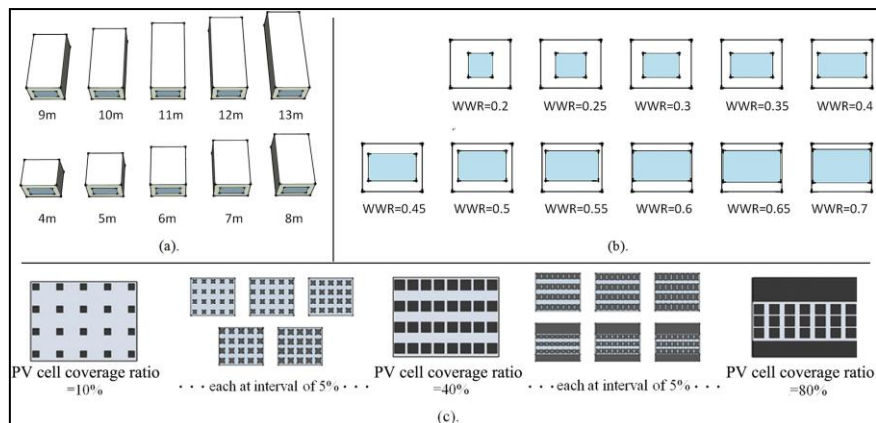 9m 10m 11m 12m 13m
4m 5m 6m 7m 8m
(a).
WWR=0.2 WWR=0.25 WWR=0.3 WWR=0.35 WWR=0.4
WWR=0.45 WWR=0.5 WWR=0.55 WWR=0.6 WWR=0.65 WWR=0.7
(b).
PV cell coverage ratio
=10%
· · · · each at interval of 5% · · · ·
PV cell coverage ratio
=40%
· · · · each at interval of 5% · · · ·
PV cell coverage ratio
=80%
(c).